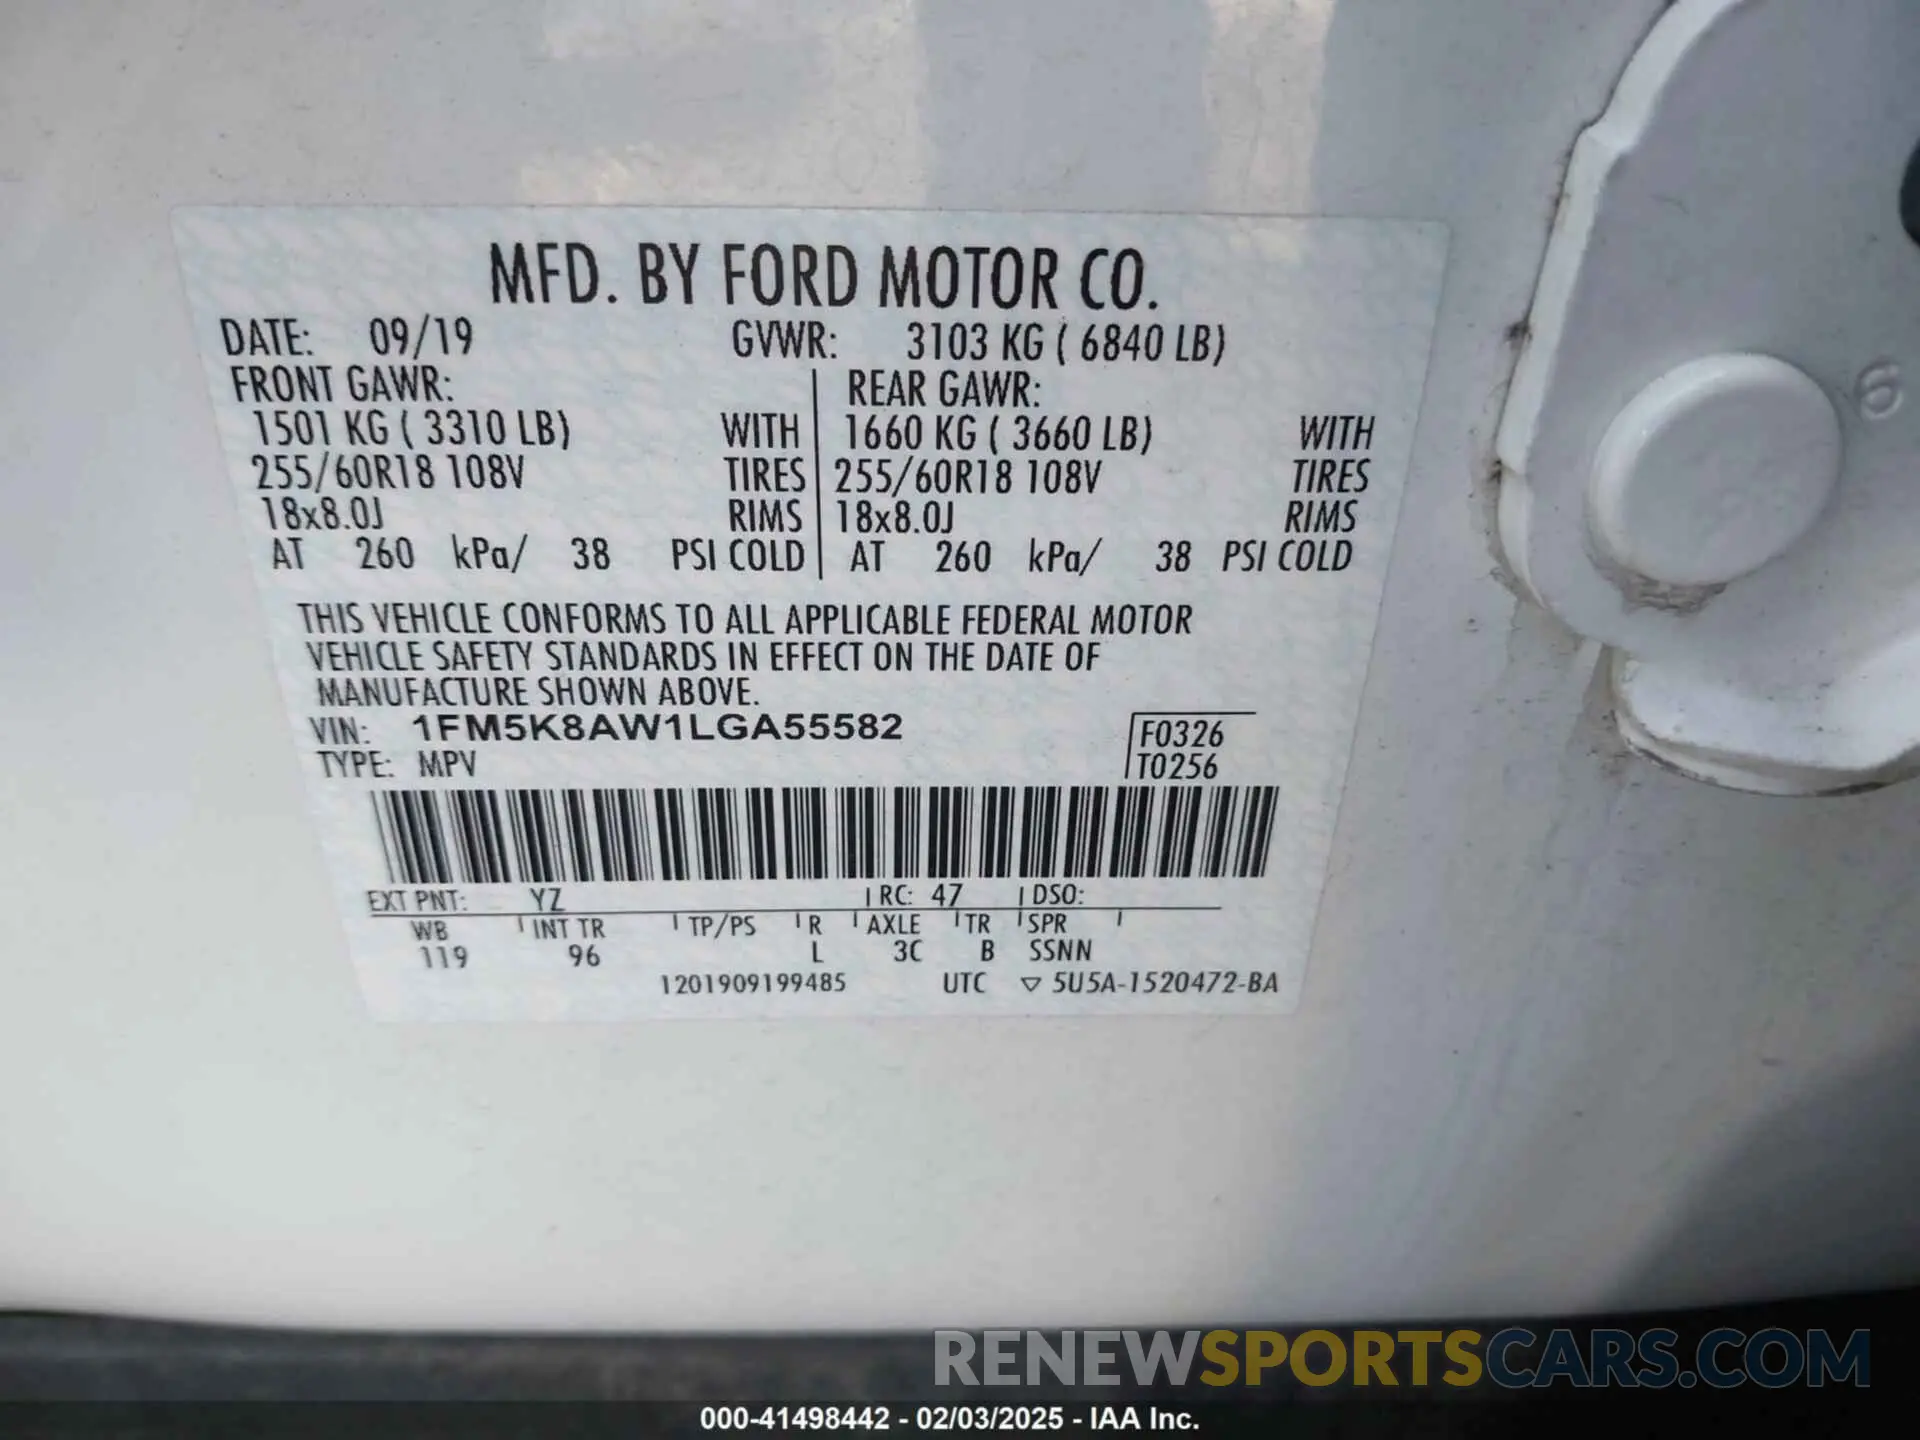 MFD. BY FORD MOTOR CO.
DATE: 09/19 GVWR: 3103 KG ( 6840 LB)
FRONT GAWR: REAR GAWR:
1501 KG ( 3310 LB) WITH 1660 KG ( 3660 LB) WITH
255/60R18 108V TIRES 255/60R18 108V TIRES
18x8.0J RIMS 18x8.0J RIMS
AT 260 kPa/ 38 PSI COLD AT 260 kPa/ 38 PSI COLD
THIS VEHICLE CONFORMS TO ALL APPLICABLE FEDERAL MOTOR
VEHICLE SAFETY STANDARDS IN EFFECT ON THE DATE OF
MANUFACTURE SHOWN ABOVE.
VIN: 1FM5K8AW1LGA55582 F0326
TYPE: MPV T0256
EXT PNT: YZ RC: 47 DSO:
WB INT TR TP/PS R AXLE TR SPR
119 96 L 3C B SSNN
1201909199485 UTC ▽ 5U5A-1520472-BA
6
RENEWSPORTSCARS.COM
000-41498442 - 02/03/2025 - IAA Inc.